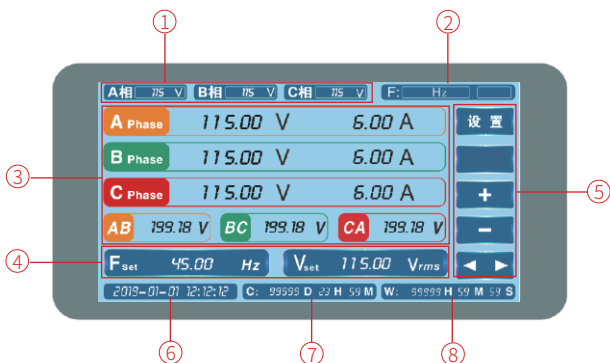 ① ②
A相 115 V B相 115 V C相 115 V F: Hz
A Phase 115.00 V 6.00 A 设 置
B Phase 115.00 V 6.00 A
③ C Phase 115.00 V 6.00 A + ⑤
AB 199.18 V BC 199.18 V CA 199.18 V −
④ Fset 45.00 Hz Vset 115.00 Vrms ◀ ▶
2019-01-01 12:12:12 C: 99999 D 23 H 59 M W: 99999 H 59 M 59 S
⑥ ⑦ ⑧